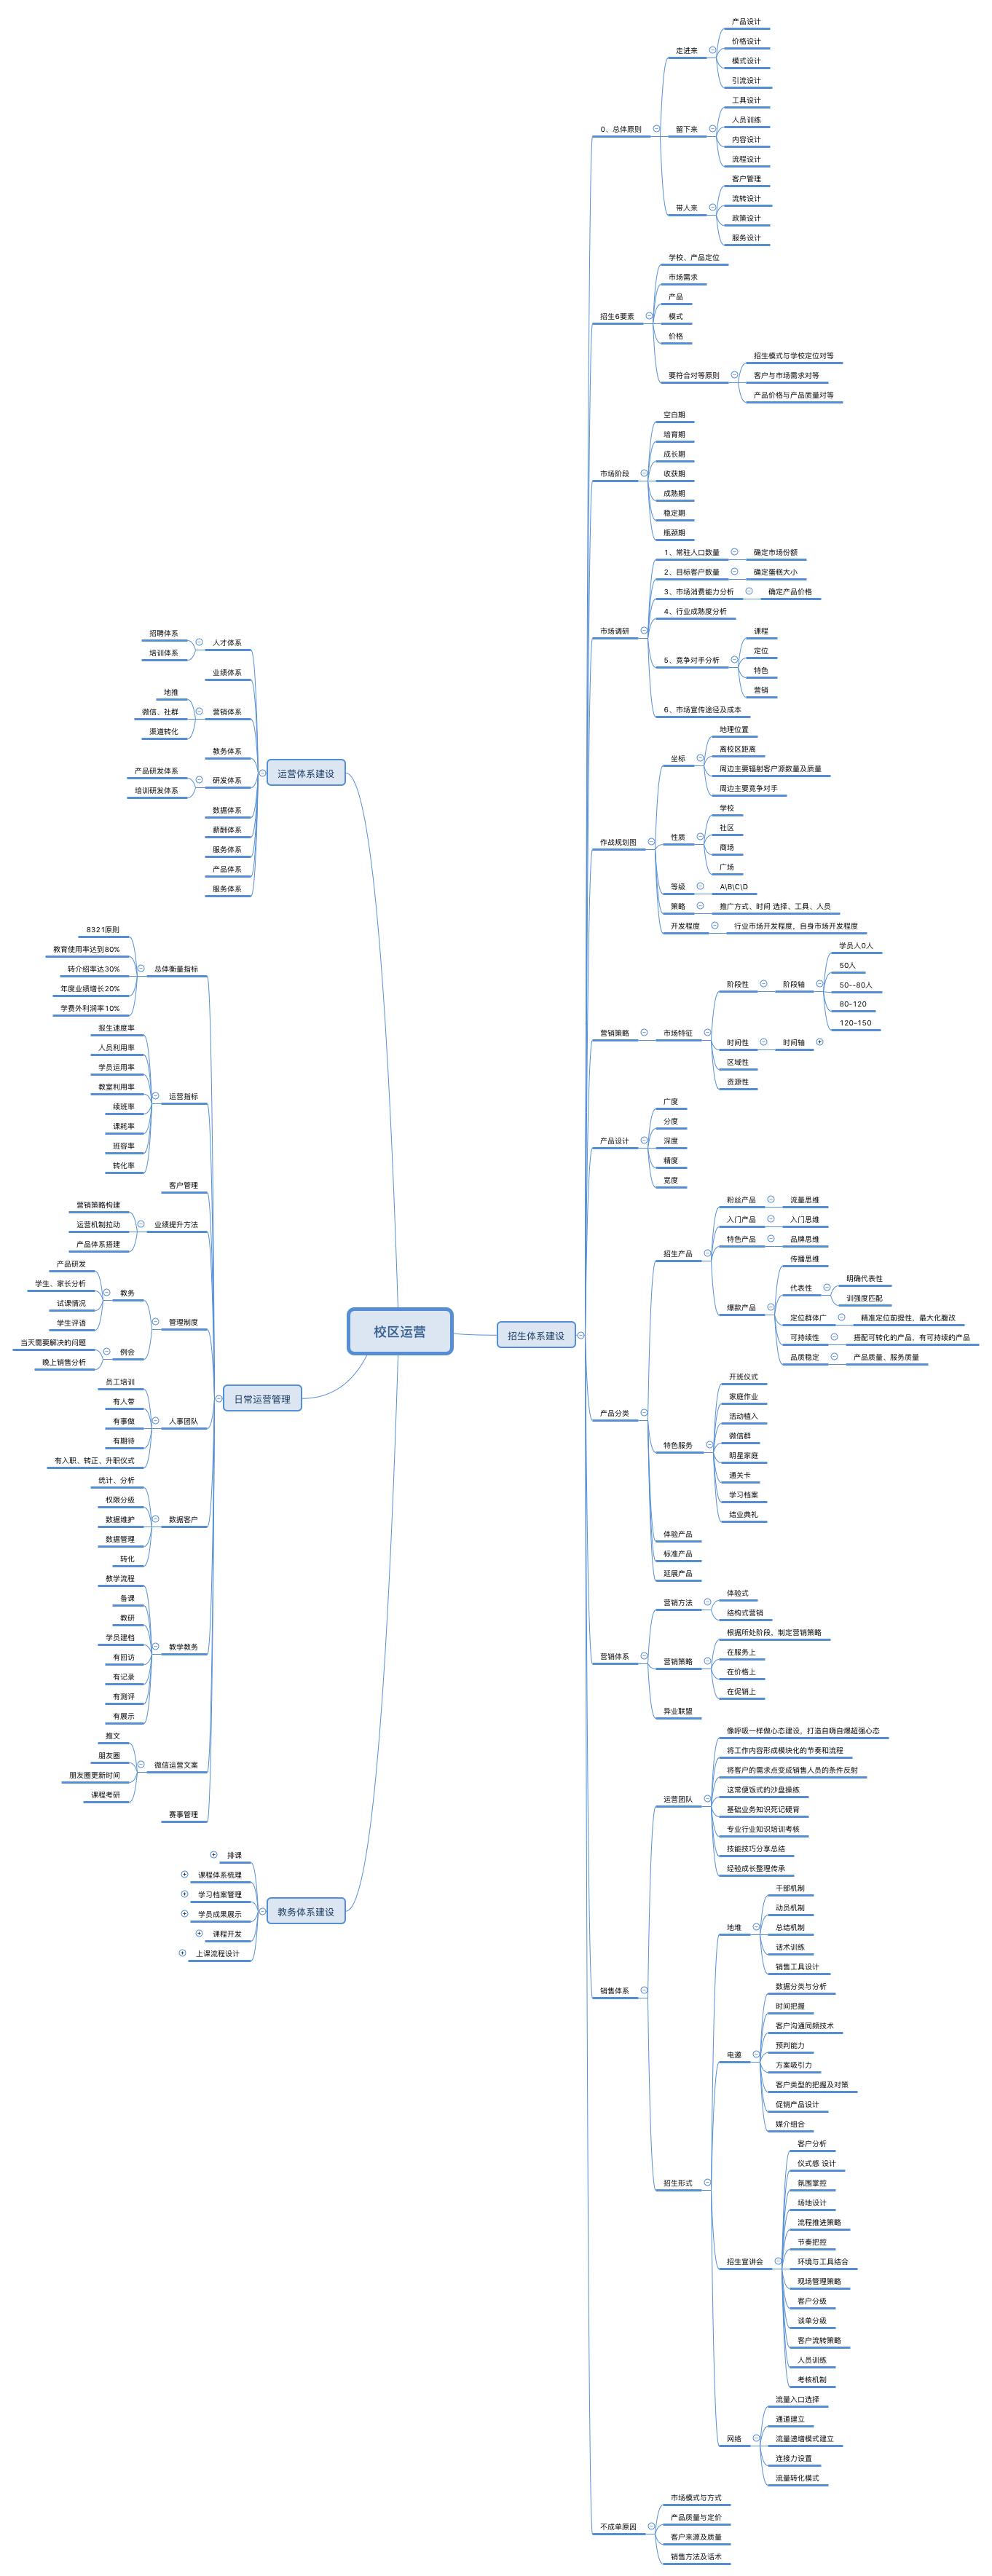 校区运营
招生体系建设
0、总体原则
走进来
产品设计
价格设计
模式设计
引流设计
留下来
工具设计
人员训练
内容设计
流程设计
带人来
客户管理
流转设计
政策设计
服务设计
招生6要素
学校、产品定位
市场需求
产品
模式
价格
要符合对等原则
招生模式与学校定位对等
客户与市场需求对等
产品价格与产品质量对等
市场阶段
空白期
培育期
成长期
收获期
成熟期
稳定期
瓶颈期
市场调研
1、常驻人口数量
确定市场份额
2、目标客户数量
确定蛋糕大小
3、市场消费能力分析
确定产品价格
4、行业成熟度分析
5、竞争对手分析
课程
定位
特色
营销
6、市场宣传途径及成本
作战规划图
坐标
地理位置
离校区距离
周边主要辐射客户源数量及质量
周边主要竞争对手
性质
学校
社区
商场
广场
等级
A\B\C\D
策略
推广方式、时间 选择、工具、人员
开发程度
行业市场开发程度，自身市场开发程度
营销策略
市场特征
阶段性
阶段轴
学员人0人
50人
50--80人
80-120
120-150
时间性
时间轴
区域性
资源性
产品设计
广度
分度
深度
精度
宽度
产品分类
招生产品
粉丝产品
流量思维
入门产品
入门思维
特色产品
品牌思维
爆款产品
传播思维
代表性
明确代表性
训强度匹配
定位群体广
精准定位前提性，最大化腹改
可持续性
搭配可转化的产品，有可持续的产品
品质稳定
产品质量、服务质量
特色服务
开班仪式
家庭作业
活动植入
微信群
明星家庭
通关卡
学习档案
结业典礼
体验产品
标准产品
延展产品
营销体系
营销方法
体验式
结构式营销
营销策略
根据所处阶段，制定营销策略
在服务上
在价格上
在促销上
异业联盟
销售体系
运营团队
像呼吸一样做心态建设，打造自嗨自爆超强心态
将工作内容形成模块化的节奏和流程
将客户的需求点变成销售人员的条件反射
这常便饭式的沙盘操练
基础业务知识死记硬背
专业行业知识培训考核
技能技巧分享总结
经验成长整理传承
招生形式
地堆
干部机制
动员机制
总结机制
话术训练
销售工具设计
电邀
数据分类与分析
时间把握
客户沟通同频技术
预判能力
方案吸引力
客户类型的把握及对策
促销产品设计
媒介组合
招生宣讲会
客户分析
仪式感 设计
氛围掌控
场地设计
流程推进策略
节奏把控
环境与工具结合
现场管理策略
客户分级
谈单分级
客户流转策略
人员训练
考核机制
网络
流量入口选择
通道建立
流量递增模式建立
连接力设置
流量转化模式
不成单原因
市场模式与方式
产品质量与定价
客户来源及质量
销售方法及话术
运营体系建设
人才体系
招聘体系
培训体系
业绩体系
营销体系
地推
微信、社群
渠道转化
教务体系
研发体系
产品研发体系
培训研发体系
数据体系
薪酬体系
服务体系
产品体系
服务体系
日常运营管理
总体衡量指标
8321原则
教育使用率达到80%
转介绍率达30%
年度业绩增长20%
学费外利润率10%
运营指标
报生速度率
人员利用率
学员运用率
教室利用率
续班率
课耗率
班容率
转化率
客户管理
业绩提升方法
营销策略构建
运营机制拉动
产品体系搭建
管理制度
教务
产品研发
学生、家长分析
试课情况
学生评语
例会
当天需要解决的问题
晚上销售分析
人事团队
员工培训
有人带
有事做
有期待
有入职、转正、升职仪式
数据客户
统计、分析
权限分级
数据维护
数据管理
转化
教学教务
教学流程
备课
教研
学员建档
有回访
有记录
有测评
有展示
微信运营文案
推文
朋友圈
朋友圈更新时间
课程考研
赛事管理
教务体系建设
排课
课程体系梳理
学习档案管理
学员成果展示
课程开发
上课流程设计